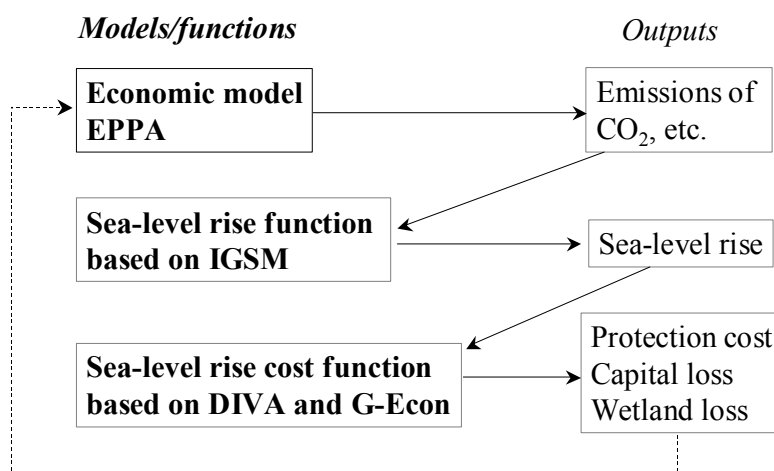 Models/functions
Outputs
Economic model
EPPA
Emissions of
CO₂, etc.
Sea-level rise function
based on IGSM
Sea-level rise
Sea-level rise cost function
based on DIVA and G-Econ
Protection cost
Capital loss
Wetland loss